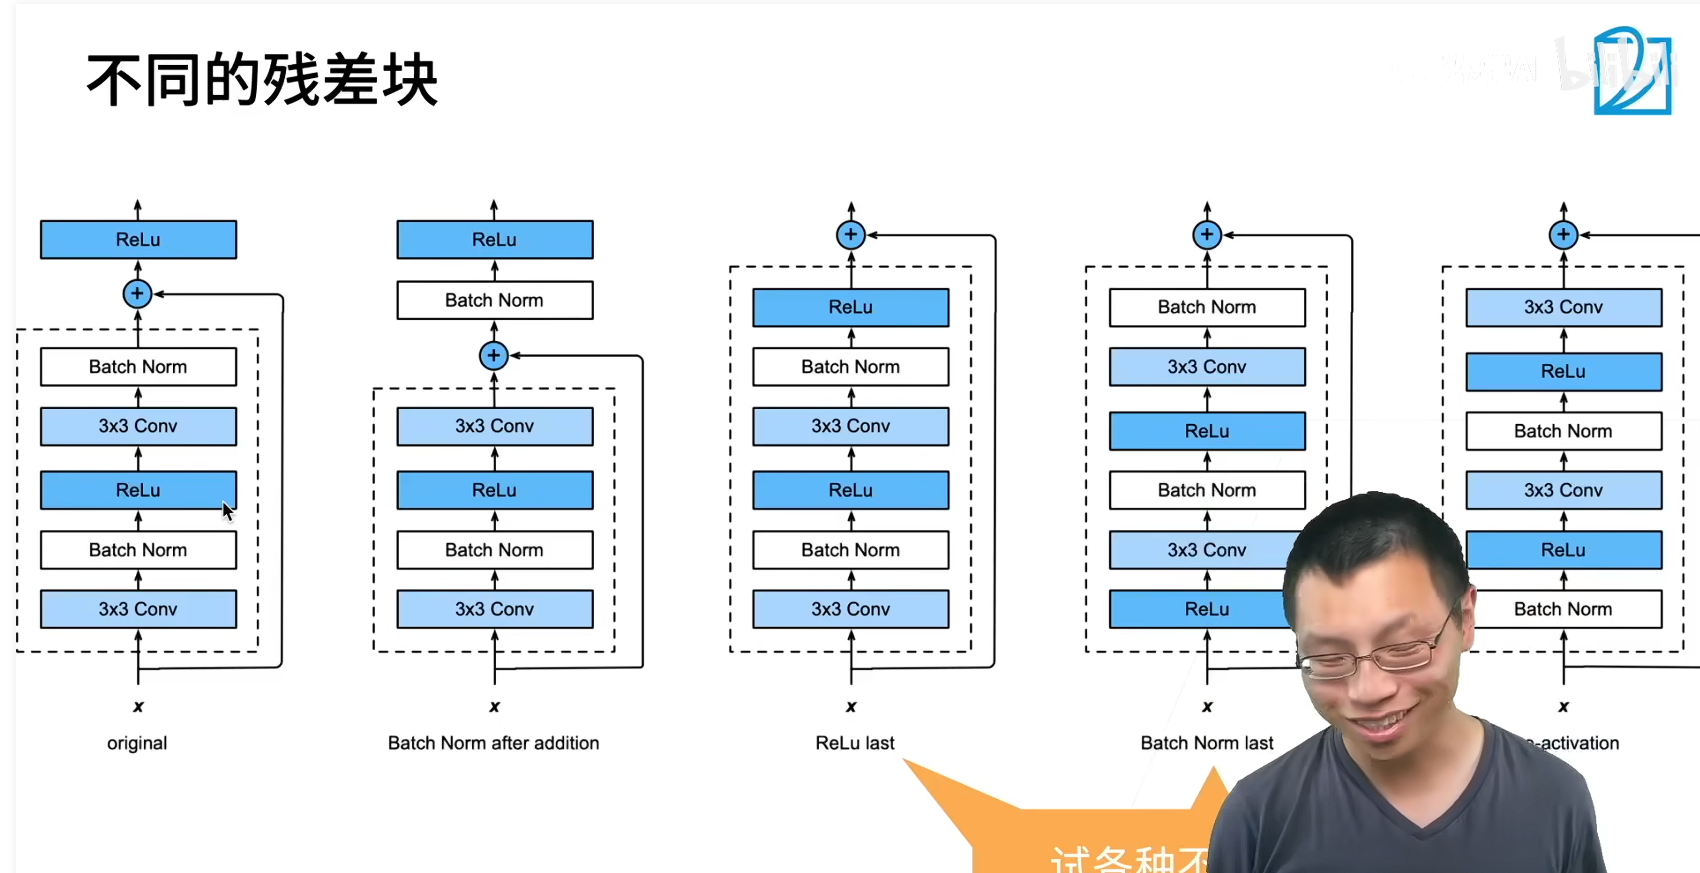 不同的残差块
bilibili
ReLu
Batch Norm
3x3 Conv
ReLu
Batch Norm
3x3 Conv
x
original
ReLu
Batch Norm
3x3 Conv
ReLu
Batch Norm
3x3 Conv
x
Batch Norm after addition
ReLu
Batch Norm
3x3 Conv
ReLu
Batch Norm
3x3 Conv
x
ReLu last
Batch Norm
3x3 Conv
ReLu
Batch Norm
3x3 Conv
ReLu
x
Batch Norm last
3x3 Conv
ReLu
Batch Norm
3x3 Conv
ReLu
Batch Norm
x
-activation
试各种不